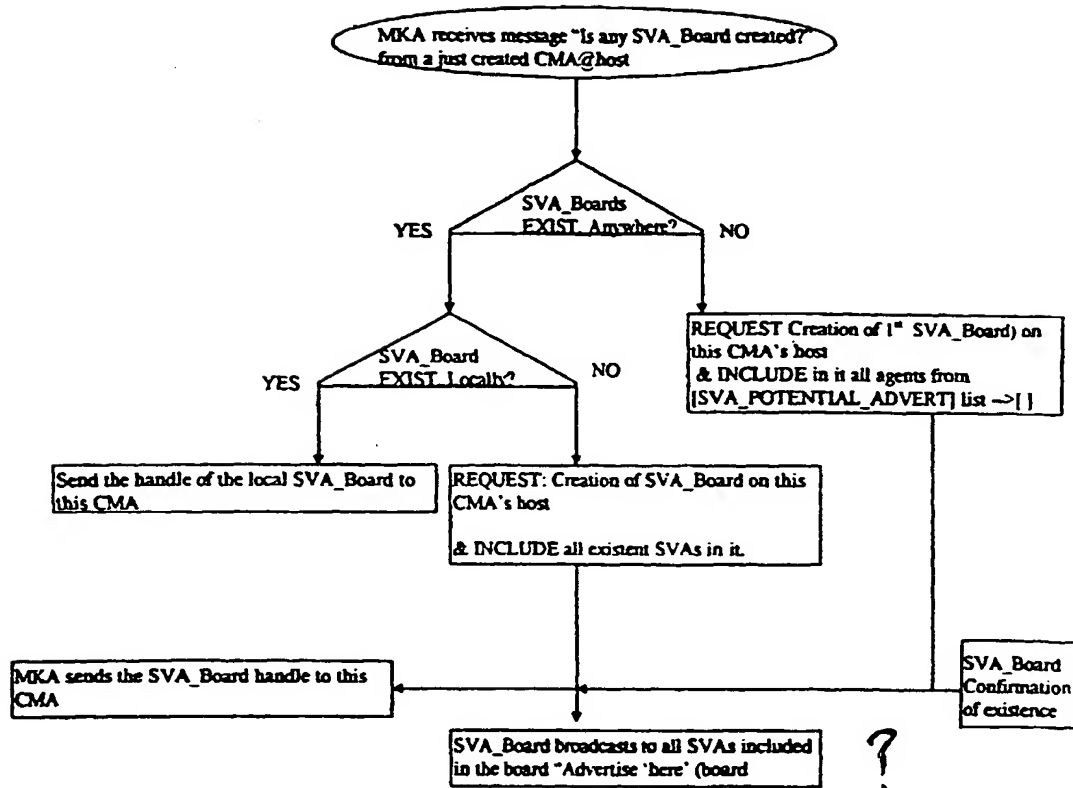 MKA receives message "Is any SVA_Board created?"
from a just created CMA@host
SVA_Boards
EXIST Anywhere?
YES
NO
SVA_Board
EXIST Locally?
YES
NO
REQUEST Creation of 1st SVA_Board) on
this CMA's host
& INCLUDE in it all agents from
[SVA_POTENTIAL_ADVERT] list -->[ ]
Send the handle of the local SVA_Board to
this CMA
REQUEST: Creation of SVA_Board on this
CMA's host
& INCLUDE all existent SVAs in it.
MKA sends the SVA_Board handle to this
CMA
SVA_Board
Confirmation
of existence
SVA_Board broadcasts to all SVAs included
in the board "Advertise 'here' (board
?